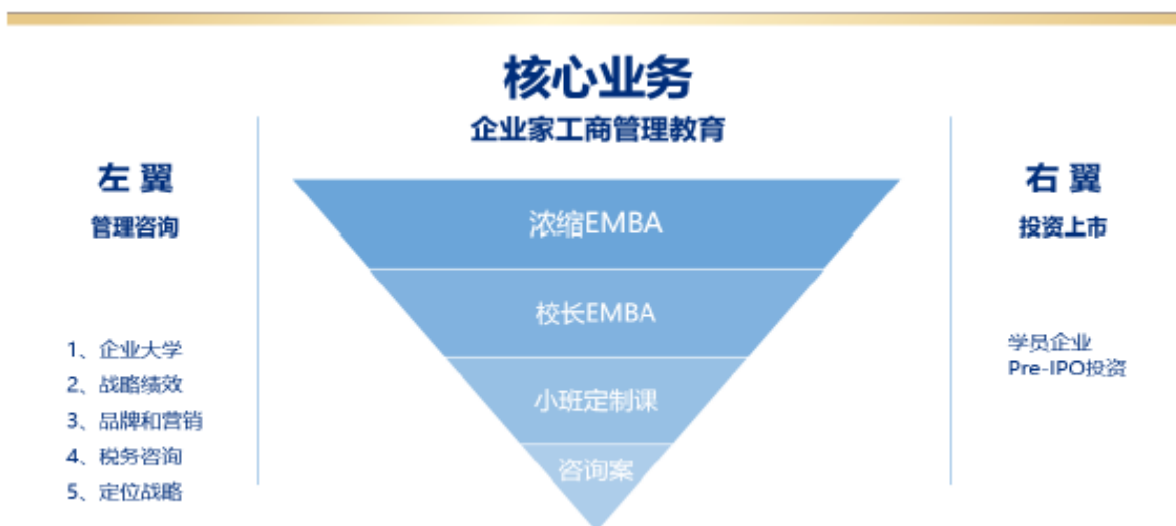 核心业务
企业家工商管理教育
左 翼
管理咨询
1、企业大学
2、战略绩效
3、品牌和营销
4、税务咨询
5、定位战略
浓缩EMBA
校长EMBA
小班定制课
咨询案
右 翼
投资上市
学员企业
Pre-IPO投资